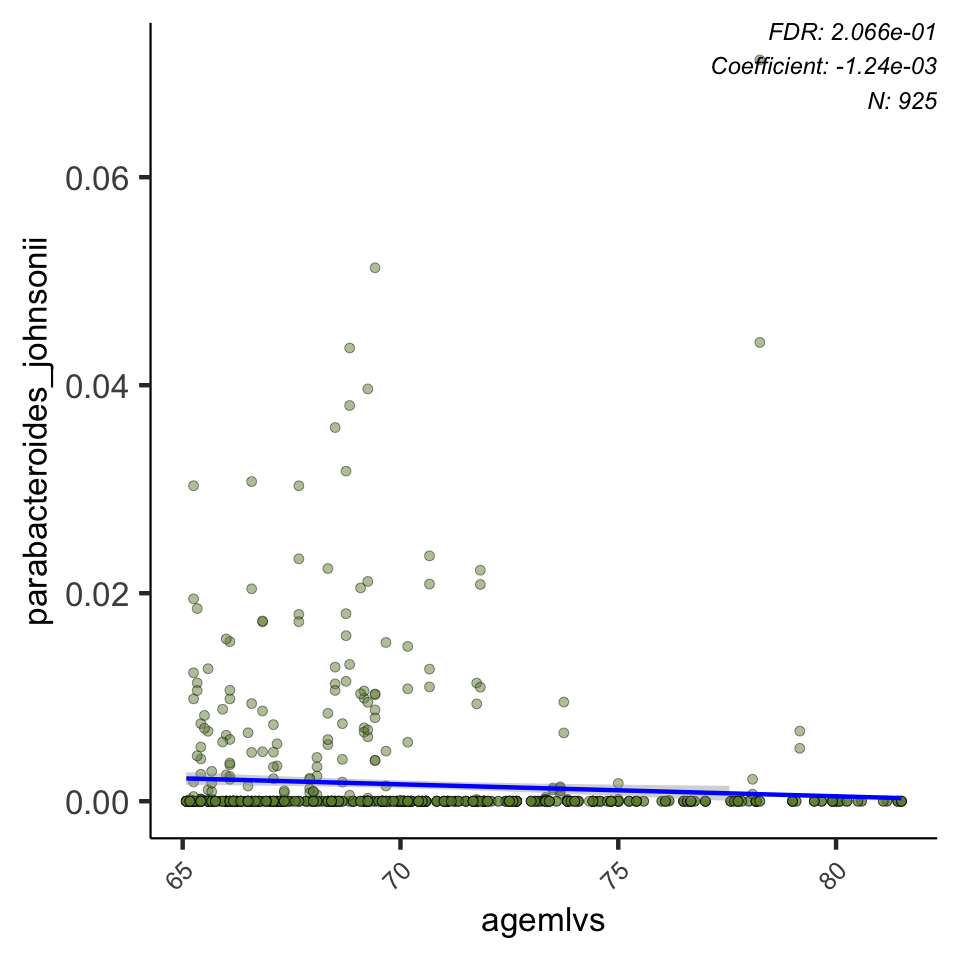 FDR: 2.066e-01
Coefficient: -1.24e-03
N: 925
0.06
0.04
0.02
0.00
parabacteroides_johnsonii
65
70
75
80
agemlvs